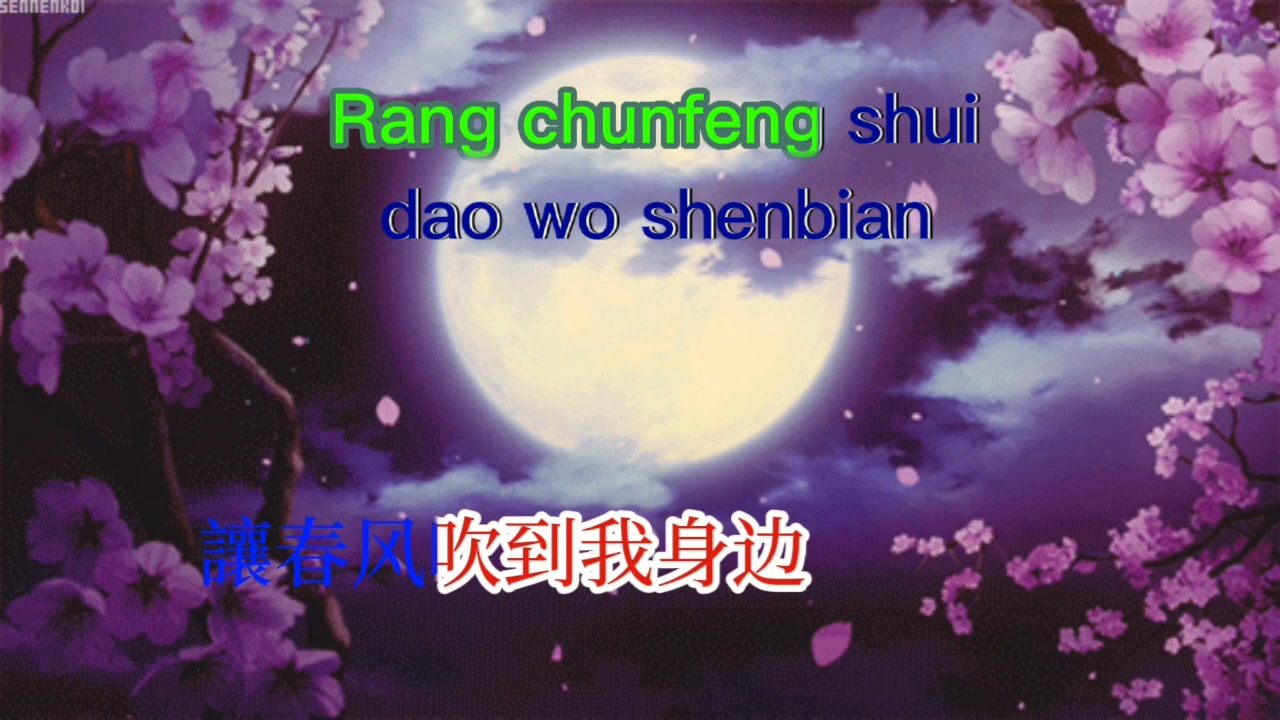 SENNENKOI
Rang chunfeng shui
dao wo shenbian
讓春风吹到我身边